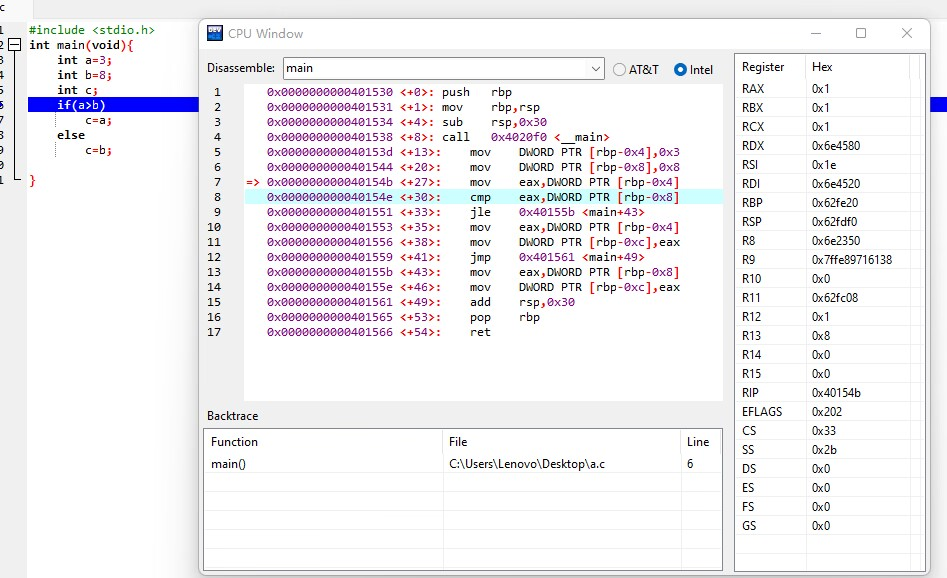 c
1 #include <stdio.h>
2 int main(void){
3 int a=3;
4 int b=8;
5 int c;
6 if(a>b)
7 c=a;
8 else
9 c=b;
0
1 }
DEV
CPU Window
Disassemble: main AT&T Intel
1 0x0000000000401530 <+0>: push rbp
2 0x0000000000401531 <+1>: mov rbp,rsp
3 0x0000000000401534 <+4>: sub rsp,0x30
4 0x0000000000401538 <+8>: call 0x4020f0 <__main>
5 0x000000000040153d <+13>: mov DWORD PTR [rbp-0x4],0x3
6 0x0000000000401544 <+20>: mov DWORD PTR [rbp-0x8],0x8
7 => 0x000000000040154b <+27>: mov eax,DWORD PTR [rbp-0x4]
8 0x000000000040154e <+30>: cmp eax,DWORD PTR [rbp-0x8]
9 0x0000000000401551 <+33>: jle 0x40155b <main+43>
10 0x0000000000401553 <+35>: mov eax,DWORD PTR [rbp-0x4]
11 0x0000000000401556 <+38>: mov DWORD PTR [rbp-0xc],eax
12 0x0000000000401559 <+41>: jmp 0x401561 <main+49>
13 0x000000000040155b <+43>: mov eax,DWORD PTR [rbp-0x8]
14 0x000000000040155e <+46>: mov DWORD PTR [rbp-0xc],eax
15 0x0000000000401561 <+49>: add rsp,0x30
16 0x0000000000401565 <+53>: pop rbp
17 0x0000000000401566 <+54>: ret
Backtrace
Function File Line
main() C:\Users\Lenovo\Desktop\a.c 6
Register Hex
RAX 0x1
RBX 0x1
RCX 0x1
RDX 0x6e4580
RSI 0x1e
RDI 0x6e4520
RBP 0x62fe20
RSP 0x62fdf0
R8 0x6e2350
R9 0x7ffe89716138
R10 0x0
R11 0x62fc08
R12 0x1
R13 0x8
R14 0x0
R15 0x0
RIP 0x40154b
EFLAGS 0x202
CS 0x33
SS 0x2b
DS 0x0
ES 0x0
FS 0x0
GS 0x0